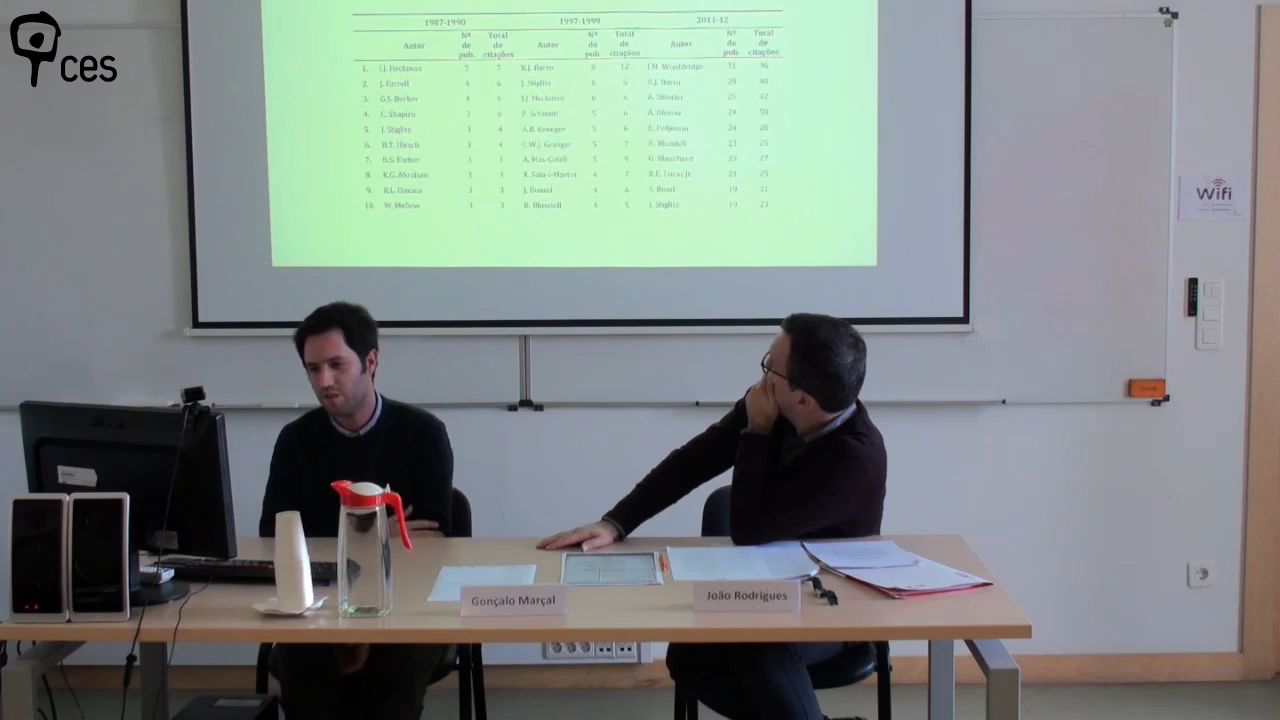 ces
1987-1990 1997-1999 2011-12
Nº Total Nº Total Nº Total
Autor de de Autor de de Autor de de
pub. citações pub. citações pub. citações
1. J.J. Heckman 5 7 R.J. Barro 8 12 J.M. Wooldridge 31 36
2. J. Farrell 4 6 J. Stiglitz 6 6 R.J. Barro 28 40
3. G.S. Becker 4 6 J.J. Heckman 6 6 A. Shleifer 25 42
4. C. Shapiro 3 6 P. Schmidt 5 6 A. Afonso 24 50
5. J. Stiglitz 3 4 A.B. Krueger 5 6 E. Helpman 24 28
6. B.T. Hirsch 3 4 C.W.J. Granger 5 7 R. Blundell 23 25
7. H.S. Farber 3 3 A. Mas-Colell 5 9 O. Blanchard 23 27
8. K.G. Abraham 3 3 X. Sala-i-Martin 4 7 R.E. Lucas Jr. 21 25
9. R.L. Oaxaca 3 3 J. Bound 4 6 S. Bond 19 31
10. W. Mellow 3 3 R. Blundell 4 5 J. Stiglitz 19 23
Wifi
Gonçalo Marçal
João Rodrigues